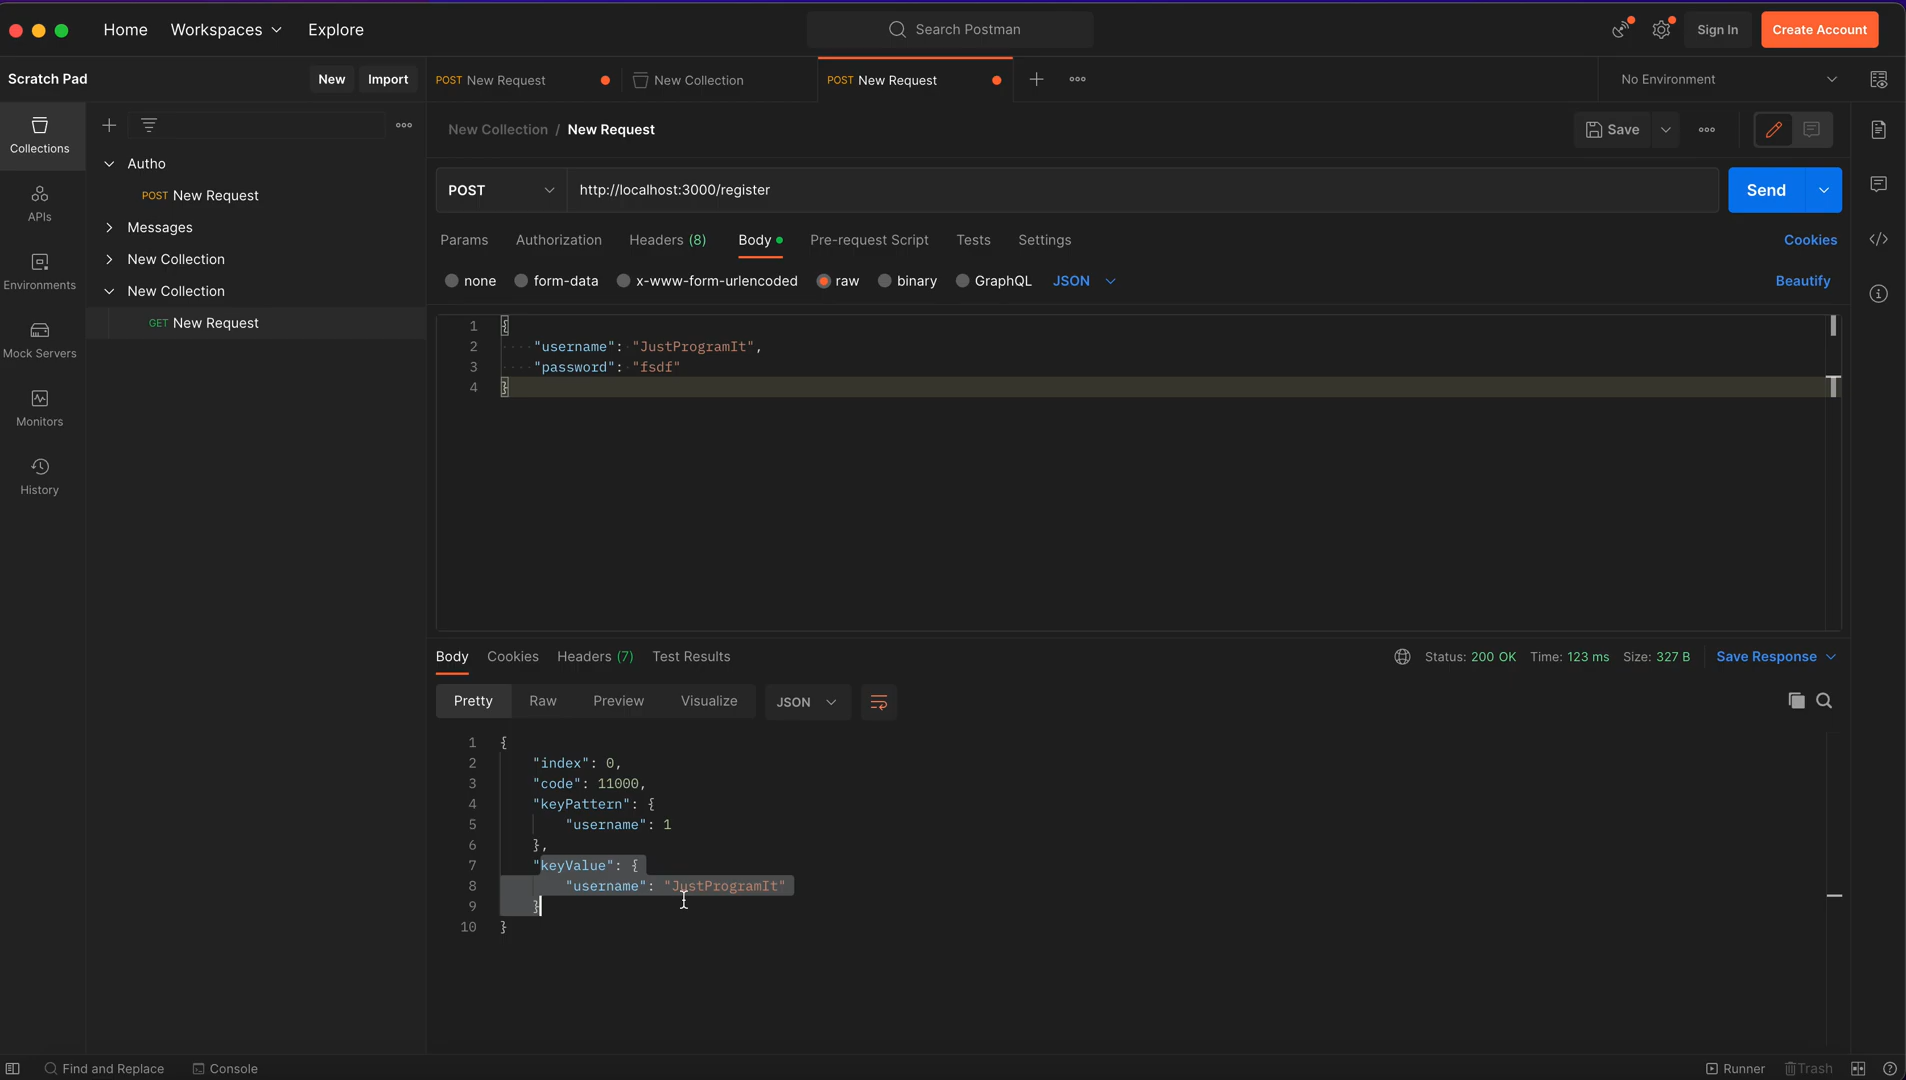 Home Workspaces Explore Search Postman Sign In Create Account
Scratch Pad New Import POST New Request New Collection POST New Request No Environment
Collections
APIs
Environments
Mock Servers
Monitors
History
Autho
POST New Request
Messages
New Collection
New Collection
GET New Request
New Collection / New Request Save
POST http://localhost:3000/register Send
Params Authorization Headers (8) Body Pre-request Script Tests Settings Cookies
none form-data x-www-form-urlencoded raw binary GraphQL JSON Beautify
1 {
2 "username": "JustProgramIt",
3 "password": "fsdf"
4 }
Body Cookies Headers (7) Test Results Status: 200 OK Time: 123 ms Size: 327 B Save Response
Pretty Raw Preview Visualize JSON
1 {
2 "index": 0,
3 "code": 11000,
4 "keyPattern": {
5 "username": 1
6 },
7 "keyValue": {
8 "username": "JustProgramIt"
9 }
10 }
Find and Replace Console Runner Trash